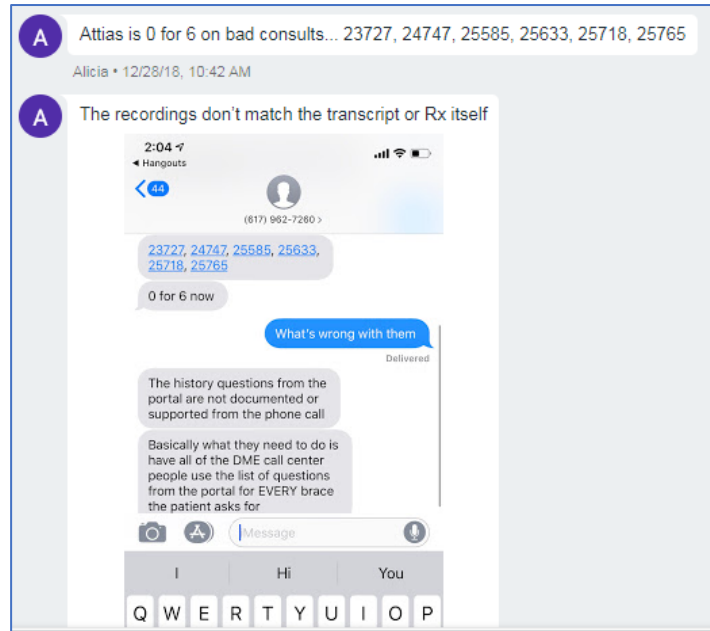 A
Attias is 0 for 6 on bad consults... 23727, 24747, 25585, 25633, 25718, 25765
Alicia • 12/28/18, 10:42 AM
A
The recordings don't match the transcript or Rx itself
2:04
Hangouts
44
(617) 962-7260 >
23727, 24747, 25585, 25633,
25718, 25765
0 for 6 now
What's wrong with them
Delivered
The history questions from the
portal are not documented or
supported from the phone call
Basically what they need to do is
have all of the DME call center
people use the list of questions
from the portal for EVERY brace
the patient asks for
Message
I Hi You
Q W E R T Y U I O P